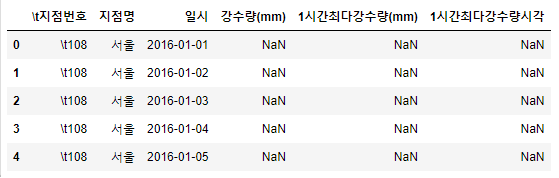 \t지점번호 지점명 일시 강수량(mm) 1시간최다강수량(mm) 1시간최다강수량시각
0 \t108 서울 2016-01-01 NaN NaN NaN
1 \t108 서울 2016-01-02 NaN NaN NaN
2 \t108 서울 2016-01-03 NaN NaN NaN
3 \t108 서울 2016-01-04 NaN NaN NaN
4 \t108 서울 2016-01-05 NaN NaN NaN